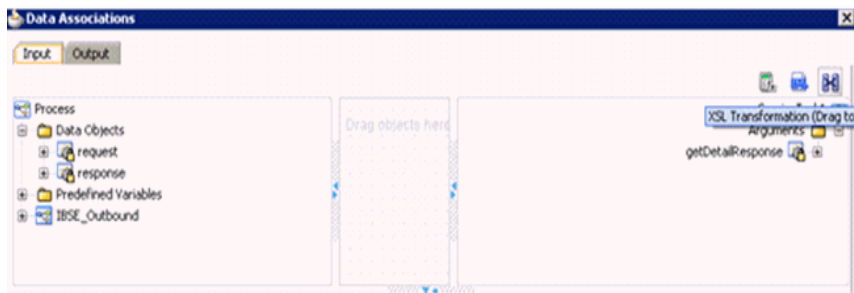 Data Associations
Input
Output
Process
Data Objects
request
response
Predefined Variables
IBSE_Outbound
Drag objects here
XSL Transformation (Drag to
Arguments
getDetailResponse